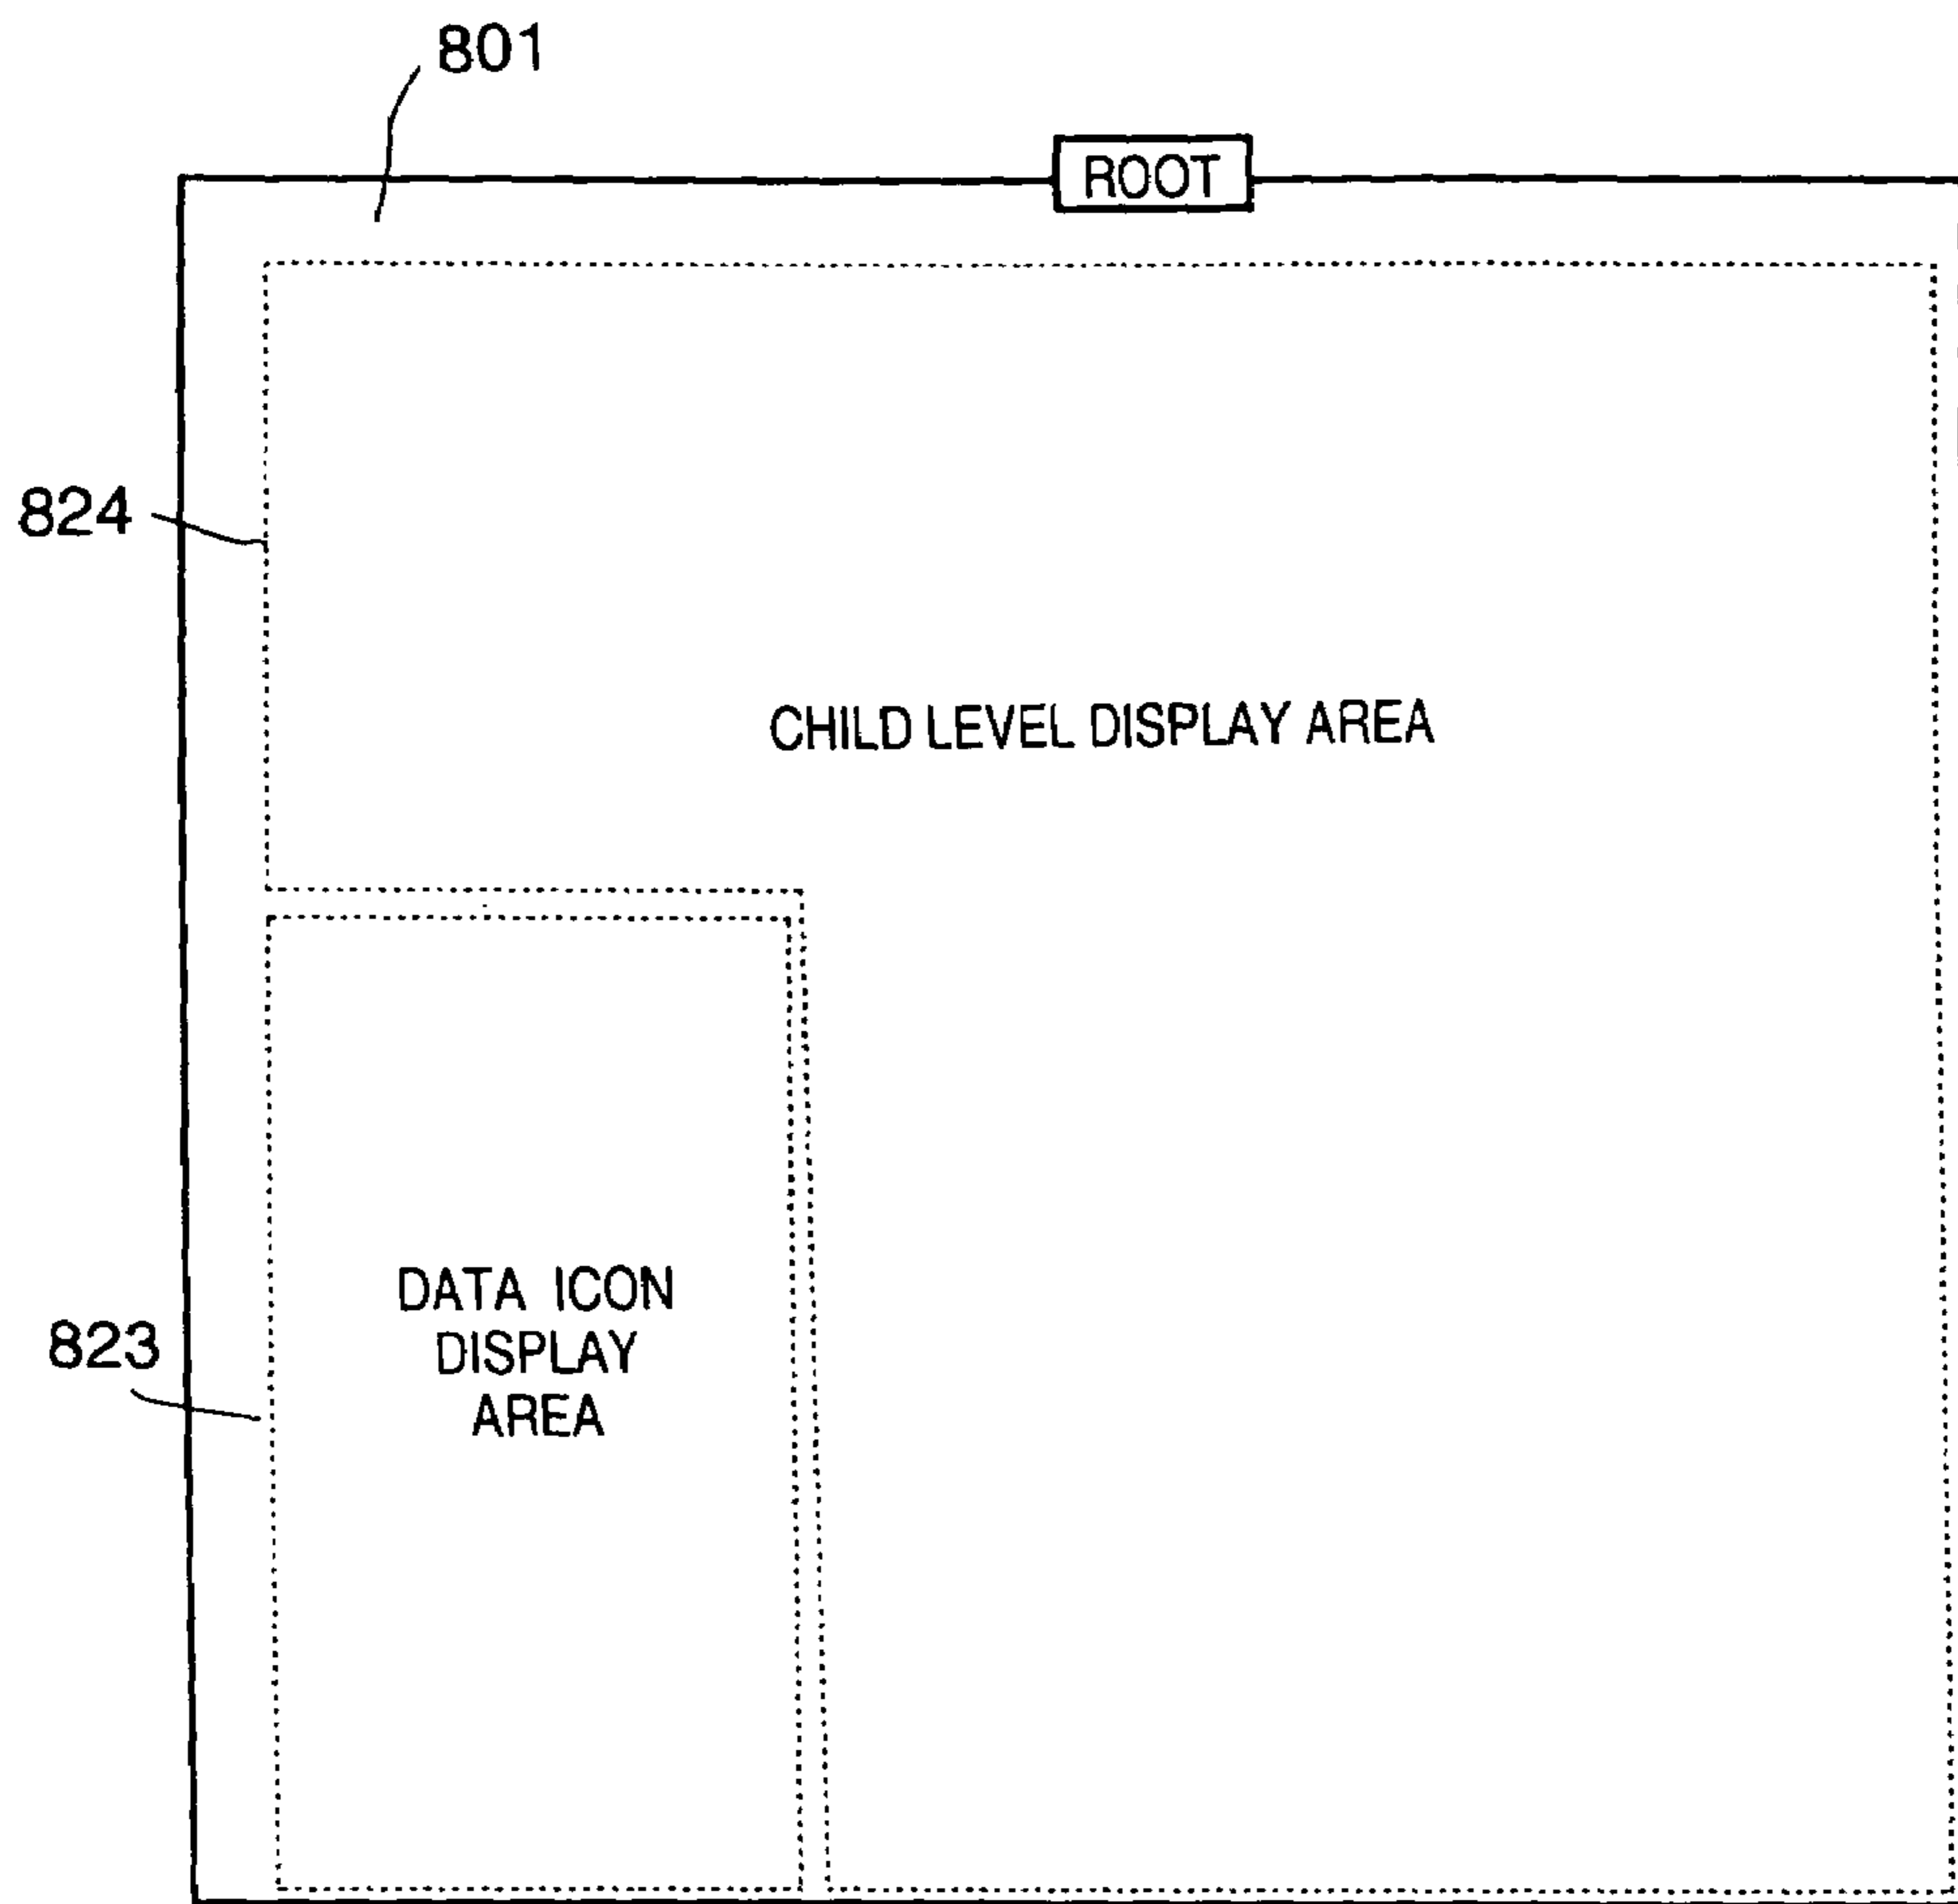 801
ROOT
824
CHILD LEVEL DISPLAY AREA
DATA ICON
DISPLAY
AREA
823